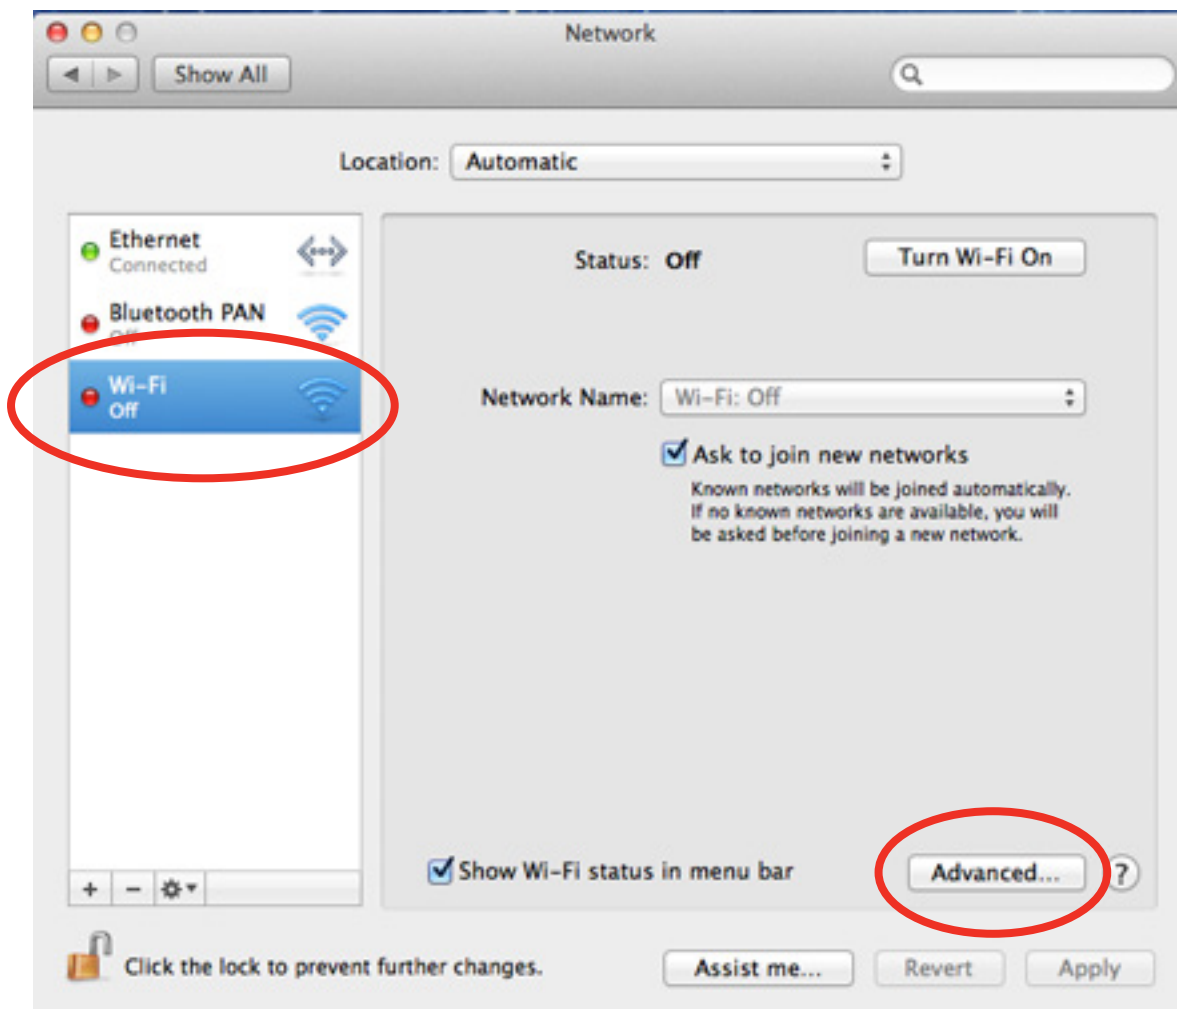 Network
Show All
Location: Automatic
Ethernet
Connected
Status: Off
Turn Wi-Fi On
Bluetooth PAN
Off
Wi-Fi
Off
Network Name: Wi-Fi: Off
Ask to join new networks
Known networks will be joined automatically.
If no known networks are available, you will
be asked before joining a new network.
Show Wi-Fi status in menu bar
Advanced...
?
+ −
Click the lock to prevent further changes.
Assist me...
Revert
Apply